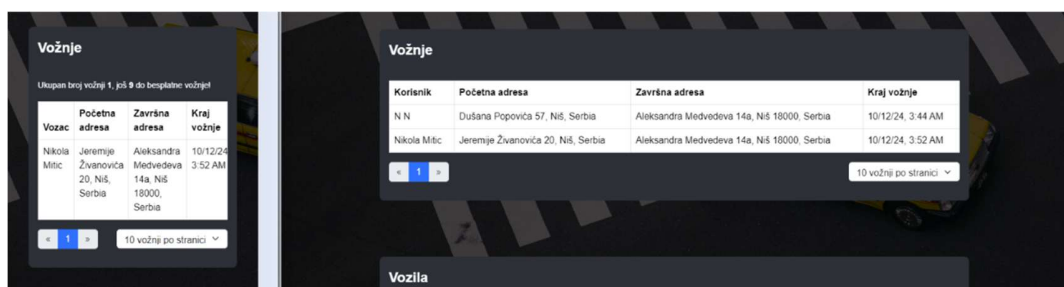 Vožnje
Ukupan broj vožnji 1, još 9 do besplatne vožnje!
Vozac Početna adresa Završna adresa Kraj vožnje
Nikola Mitic Jeremije Živanovića 20, Niš, Serbia Aleksandra Medvedeva 14a, Niš 18000, Serbia 10/12/24 3:52 AM
« 1 » 10 vožnji po stranici
Vožnje
Korisnik Početna adresa Završna adresa Kraj vožnje
N N Dušana Popovića 57, Niš, Serbia Aleksandra Medvedeva 14a, Niš 18000, Serbia 10/12/24, 3:44 AM
Nikola Mitic Jeremije Živanovića 20, Niš, Serbia Aleksandra Medvedeva 14a, Niš 18000, Serbia 10/12/24, 3:52 AM
« 1 » 10 vožnji po stranici
Vozila